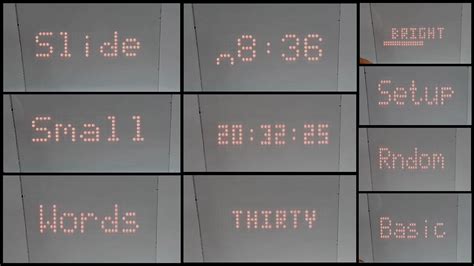 Slide
8:36
BRIGHT
Setup
Small
20:32:25
Rndom
Words
THIRTY
Basic